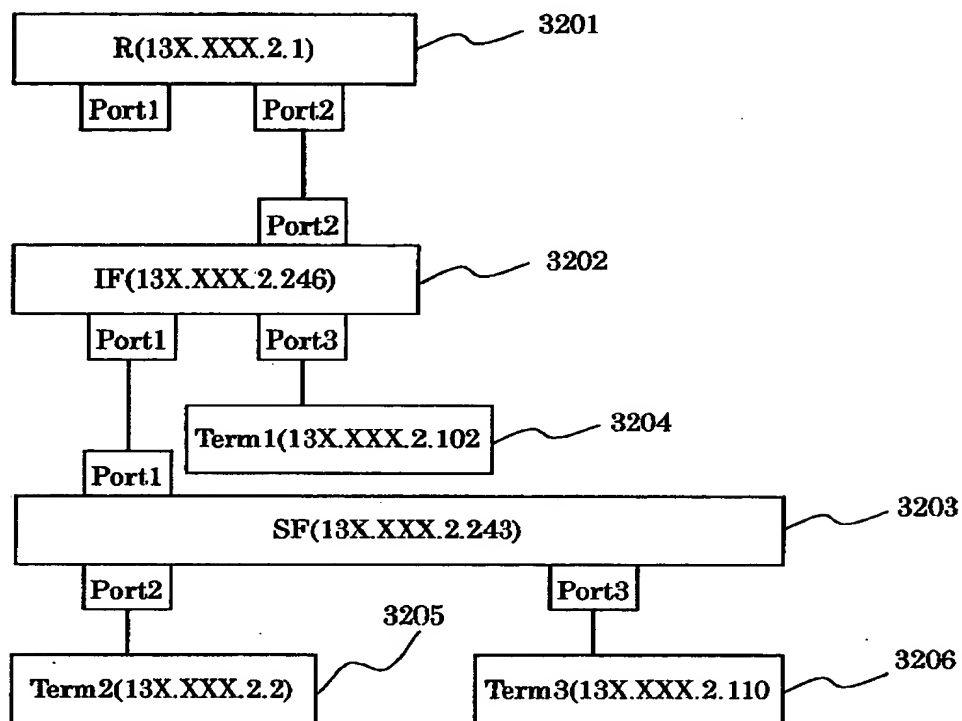 R(13X.XXX.2.1)
3201
Port1
Port2
Port2
IF(13X.XXX.2.246)
3202
Port1
Port3
Term1(13X.XXX.2.102
3204
Port1
SF(13X.XXX.2.243)
3203
Port2
Port3
3205
Term2(13X.XXX.2.2)
Term3(13X.XXX.2.110
3206